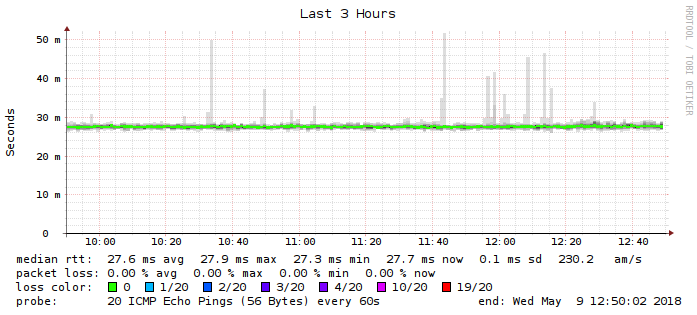 Last 3 Hours
RRDTOOL / TOBI OETIKER
Seconds
50 m
40 m
30 m
20 m
10 m
0
10:00 10:20 10:40 11:00 11:20 11:40 12:00 12:20 12:40
median rtt: 27.6 ms avg 27.9 ms max 27.3 ms min 27.7 ms now 0.1 ms sd 230.2 am/s
packet loss: 0.00 % avg 0.00 % max 0.00 % min 0.00 % now
loss color: 0 1/20 2/20 3/20 4/20 10/20 19/20
probe: 20 ICMP Echo Pings (56 Bytes) every 60s end: Wed May 9 12:50:02 2018